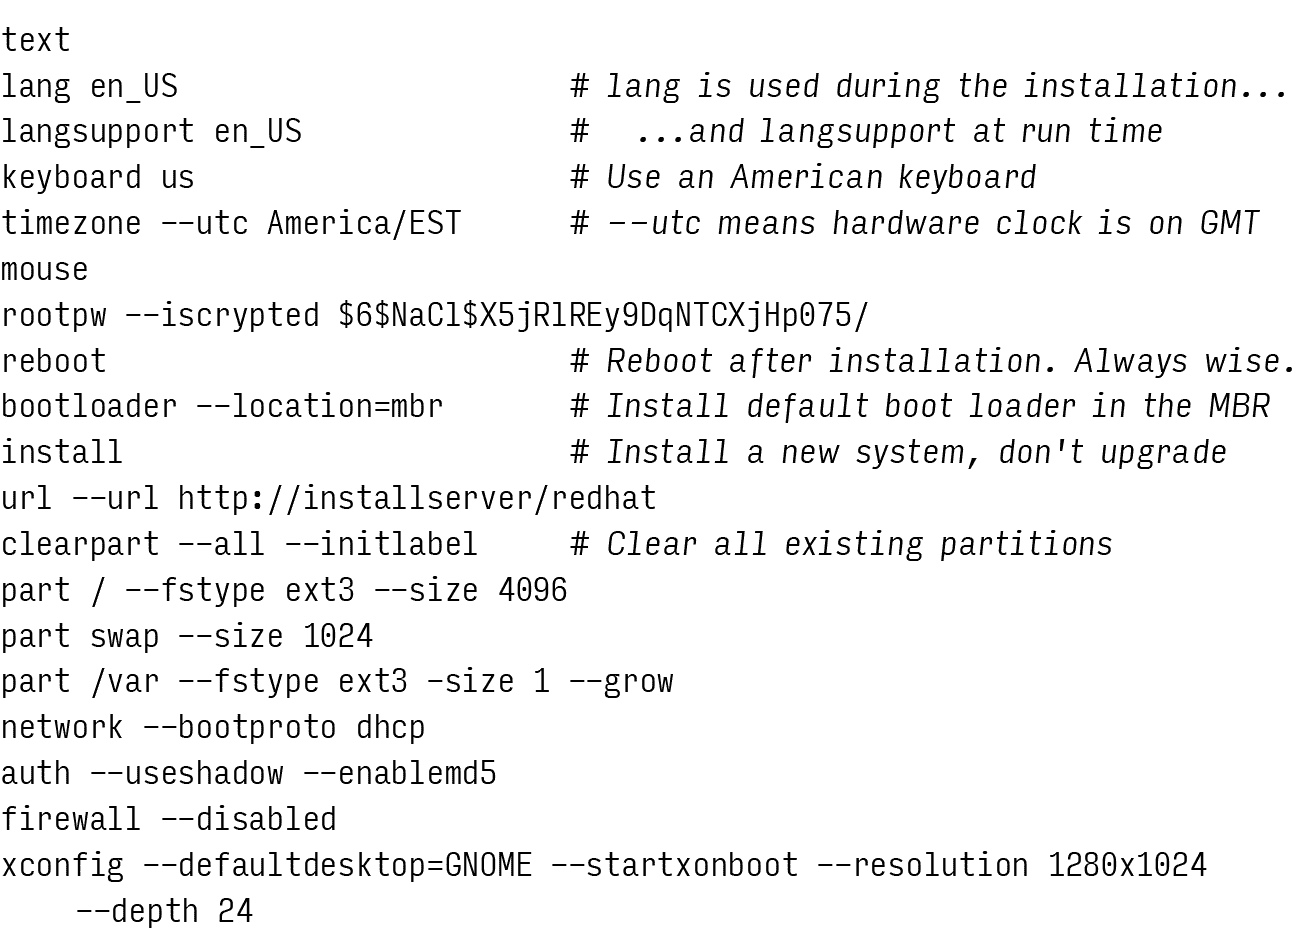 text
lang en_US # lang is used during the installation...
langsupport en_US # ...and langsupport at run time
keyboard us # Use an American keyboard
timezone --utc America/EST # --utc means hardware clock is on GMT
mouse
rootpw --iscrypted $6$NaCl$X5jRlREy9DqNTCXjHp075/
reboot # Reboot after installation. Always wise.
bootloader --location=mbr # Install default boot loader in the MBR
install # Install a new system, don't upgrade
url --url http://installserver/redhat
clearpart --all --initlabel # Clear all existing partitions
part / --fstype ext3 --size 4096
part swap --size 1024
part /var --fstype ext3 -size 1 --grow
network --bootproto dhcp
auth --useshadow --enablemd5
firewall --disabled
xconfig --defaultdesktop=GNOME --startxonboot --resolution 1280x1024
--depth 24